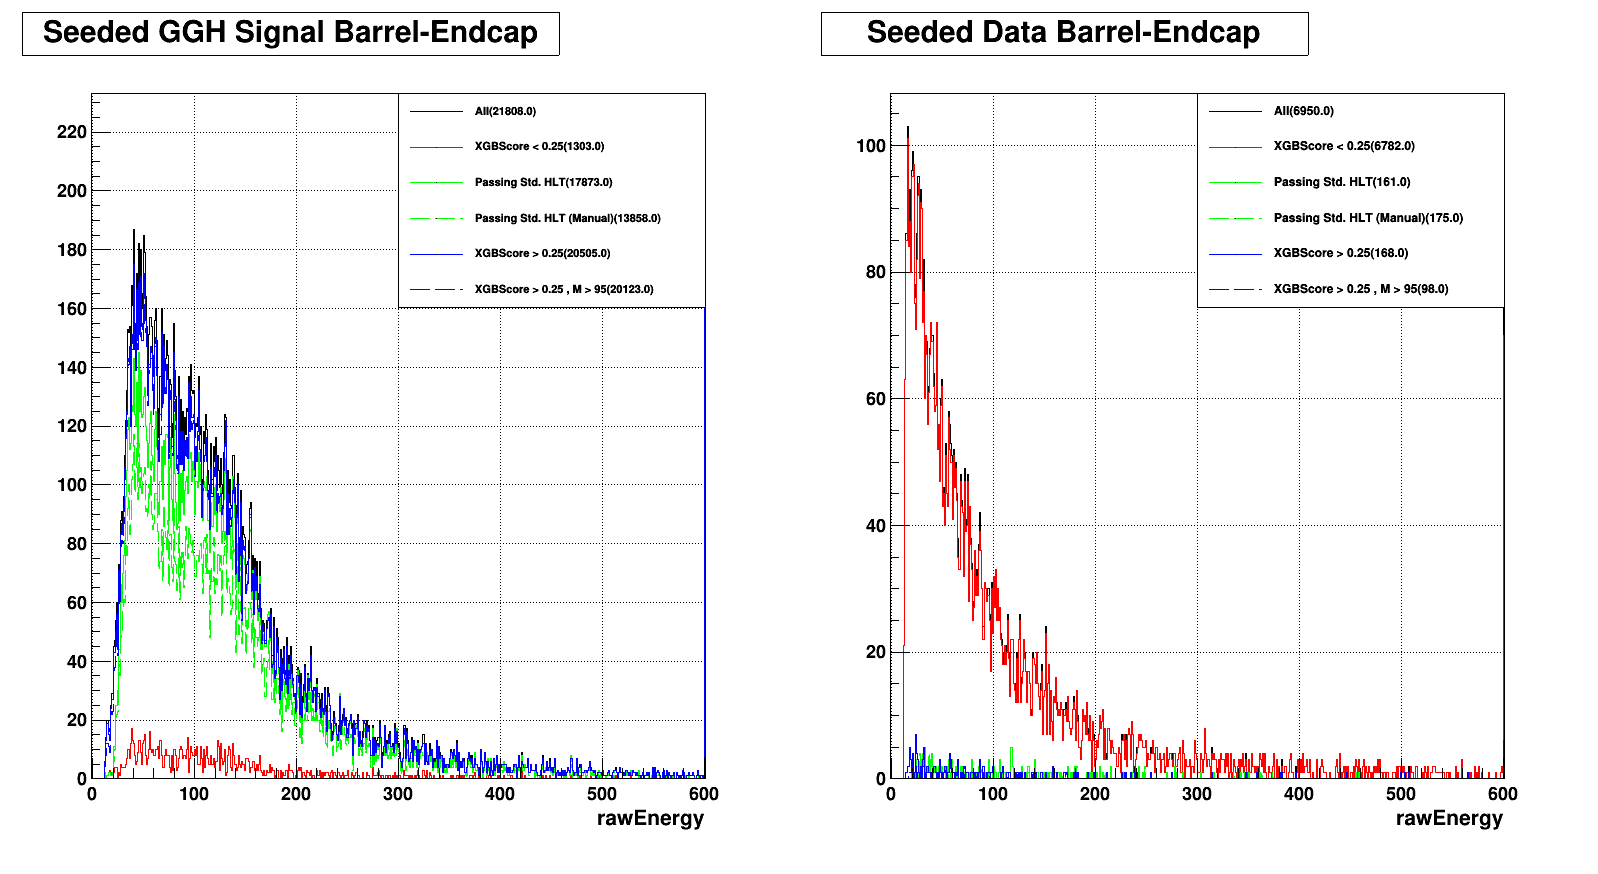 Seeded GGH Signal Barrel-Endcap
All(21808.0)
XGBScore < 0.25(1303.0)
Passing Std. HLT(17873.0)
Passing Std. HLT (Manual)(13858.0)
XGBScore > 0.25(20505.0)
XGBScore > 0.25 , M > 95(20123.0)
220
200
180
160
140
120
100
80
60
40
20
0
0 100 200 300 400 500 600
rawEnergy
Seeded Data Barrel-Endcap
All(6950.0)
XGBScore < 0.25(6782.0)
Passing Std. HLT(161.0)
Passing Std. HLT (Manual)(175.0)
XGBScore > 0.25(168.0)
XGBScore > 0.25 , M > 95(98.0)
100
80
60
40
20
0
0 100 200 300 400 500 600
rawEnergy